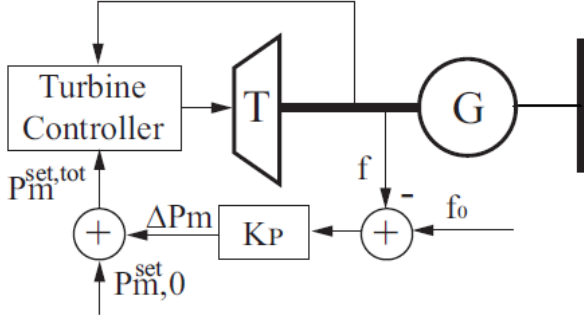 Turbine
Controller
T
G
Pm^set,tot
f
-
f₀
+
ΔPm
KP
+
Pm,0^set